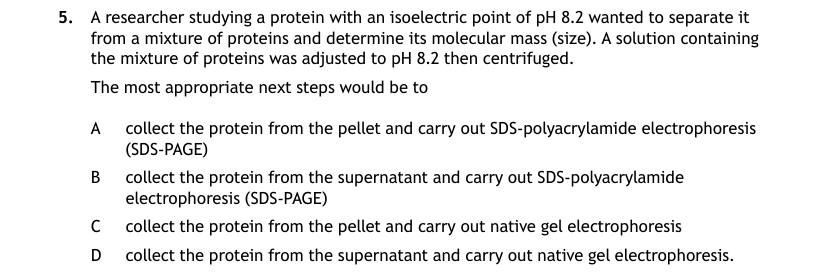 5. A researcher studying a protein with an isoelectric point of pH 8.2 wanted to separate it
from a mixture of proteins and determine its molecular mass (size). A solution containing
the mixture of proteins was adjusted to pH 8.2 then centrifuged.
The most appropriate next steps would be to
A collect the protein from the pellet and carry out SDS-polyacrylamide electrophoresis
(SDS-PAGE)
B collect the protein from the supernatant and carry out SDS-polyacrylamide
electrophoresis (SDS-PAGE)
C collect the protein from the pellet and carry out native gel electrophoresis
D collect the protein from the supernatant and carry out native gel electrophoresis.